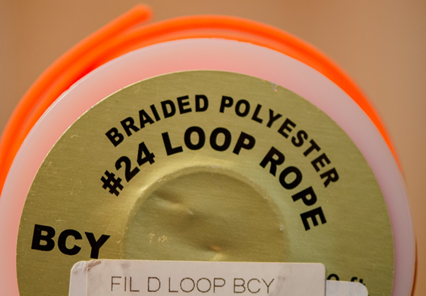 BRAIDED POLYESTER
#24 LOOP ROPE
BCY
FIL D LOOP BCY